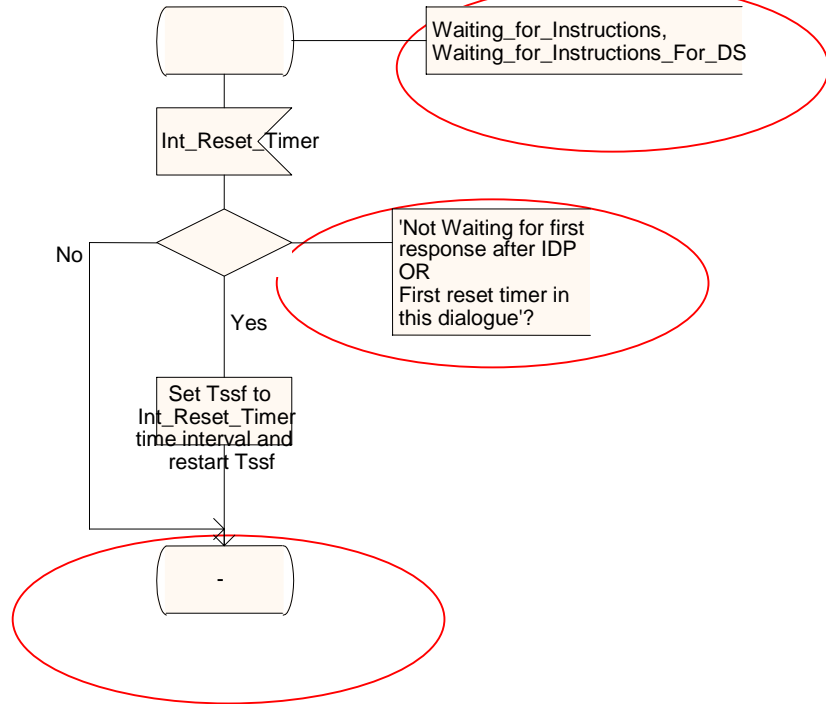 Waiting_for_Instructions,
Waiting_for_Instructions_For_DS
Int_Reset_Timer
'Not Waiting for first
response after IDP
OR
First reset timer in
this dialogue'?
No
Yes
Set Tssf to
Int_Reset_Timer
time interval and
restart Tssf
-